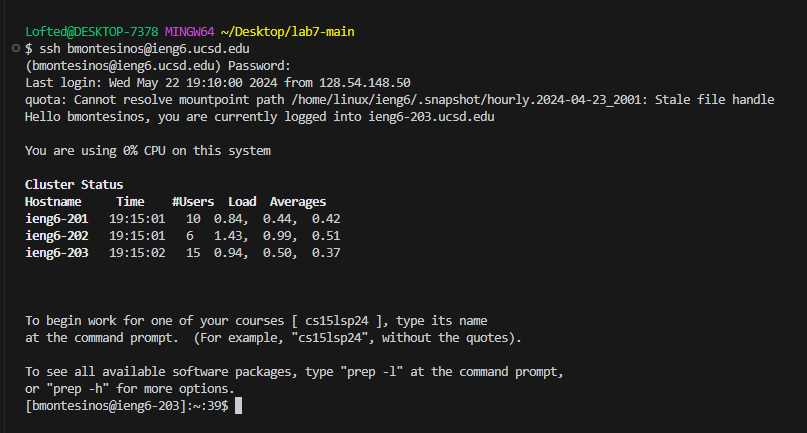 Lofted@DESKTOP-7378 MINGW64 ~/Desktop/lab7-main
$ ssh bmontesinos@ieng6.ucsd.edu
(bmontesinos@ieng6.ucsd.edu) Password:
Last login: Wed May 22 19:10:00 2024 from 128.54.148.50
quota: Cannot resolve mountpoint path /home/linux/ieng6/.snapshot/hourly.2024-04-23_2001: Stale file handle
Hello bmontesinos, you are currently logged into ieng6-203.ucsd.edu
You are using 0% CPU on this system
Cluster Status
Hostname     Time    #Users  Load  Averages
ieng6-201   19:15:01   10  0.84,  0.44,  0.42
ieng6-202   19:15:01   6   1.43,  0.99,  0.51
ieng6-203   19:15:02   15  0.94,  0.50,  0.37
To begin work for one of your courses [ cs15lsp24 ], type its name
at the command prompt.  (For example, "cs15lsp24", without the quotes).
To see all available software packages, type "prep -l" at the command prompt,
or "prep -h" for more options.
[bmontesinos@ieng6-203]:~:39$